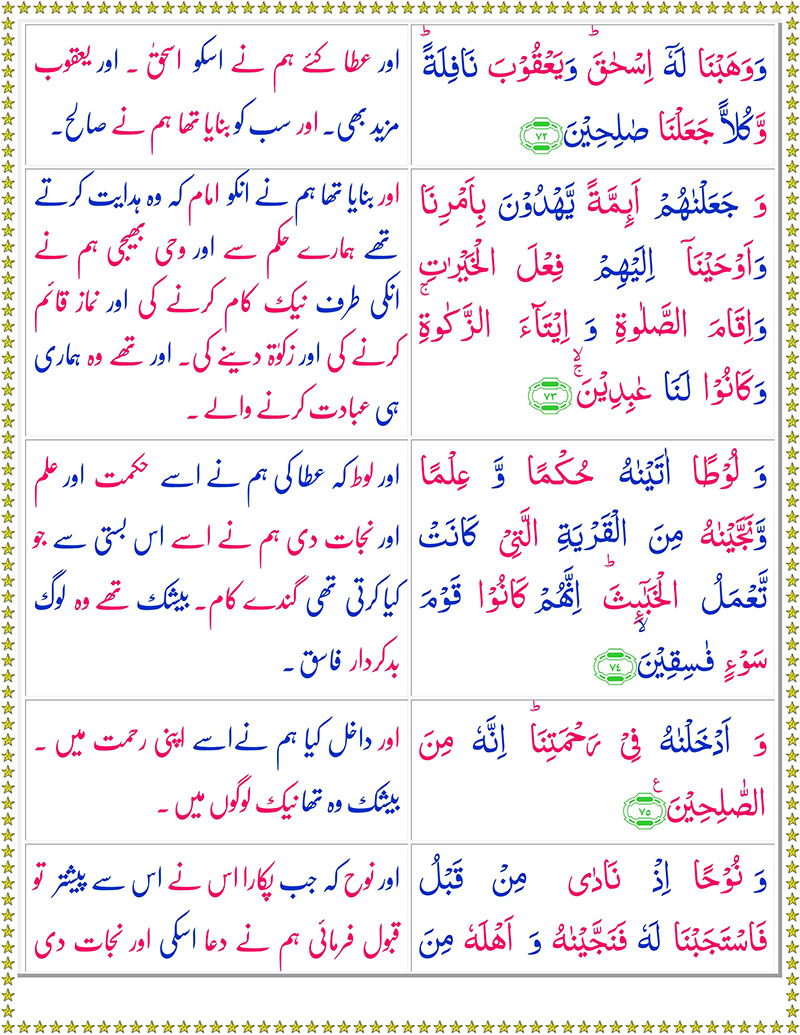 وَوَهَبْنَا لَهٗۤ اِسْحٰقَ ؕ وَيَعْقُوْبَ نَافِلَةً ؕ
وَّكُلاًّ جَعَلْنَا صٰلِحِيْنَ ﴿۷۲﴾
اور عطا کئے ہم نے اسکو اسحقٰ ۔ اور یعقوب
مزید بھی۔ اور سب کو بنایا تھا ہم نے صالح۔
وَ جَعَلْنٰهُمْ اَٮِٕمَّةً يَّهْدُوْنَ بِاَمْرِنَا
وَاَوْحَيْنَاۤ اِلَيْهِمْ فِعْلَ الْخَيْرٰتِ
وَاِقَامَ الصَّلٰوةِ وَ اِيْتَآءَ الزَّكٰوةِ ۚ
وَكَانُوْا لَنَا عٰبِدِيْنَ ۙ ۚ ﴿۷۳﴾
اور بنایا تھا ہم نے انکو امام کہ وہ ہدایت کرتے
تھے ہمارے حکم سے اور وحی بھیجی ہم نے
انکی طرف نیک کام کرنے کی اور نماز قائم
کرنے کی اور زکوٰۃ دینے کی۔ اور تھے وہ ہماری
ہی عبادت کرنے والے ۔
وَ لُوْطًا اٰتَيْنٰهُ حُكْمًا وَّ عِلْمًا
وَّنَجَّيْنٰهُ مِنَ الْقَرْيَةِ الَّتِىْ كَانَتْ
تَّعْمَلُ الْخَبٰۤٮِٕثَ ؕ اِنَّهُمْ كَانُوْا قَوْمَ
سَوْءٍ فٰسِقِيْنَ ۙ ﴿۷۴﴾
اور لوط کہ عطا کی ہم نے اسے حکمت اور علم
اور نجات دی ہم نے اسے اس بستی سے جو
کیا کرتی تھی گندے کام۔ بیشک تھے وہ لوگ
بدکردار فاسق ۔
وَ اَدْخَلْنٰهُ فِىْ رَحْمَتِنَا ؕ اِنَّهٗ مِنَ
الصّٰلِحِيْنَ ع ﴿۷۵﴾
اور داخل کیا ہم نے اسے اپنی رحمت میں ۔
بیشک وہ تھا نیک لوگوں میں ۔
وَ نُوْحًا اِذْ نَادٰى مِنْ قَبْلُ
فَاسْتَجَبْنَا لَهٗ فَنَجَّيْنٰهُ وَ اَهْلَهٗ مِنَ
اور نوح کہ جب پکارا اس نے اس سے پیشتر تو
قبول فرمائی ہم نے دعا اسکی اور نجات دی